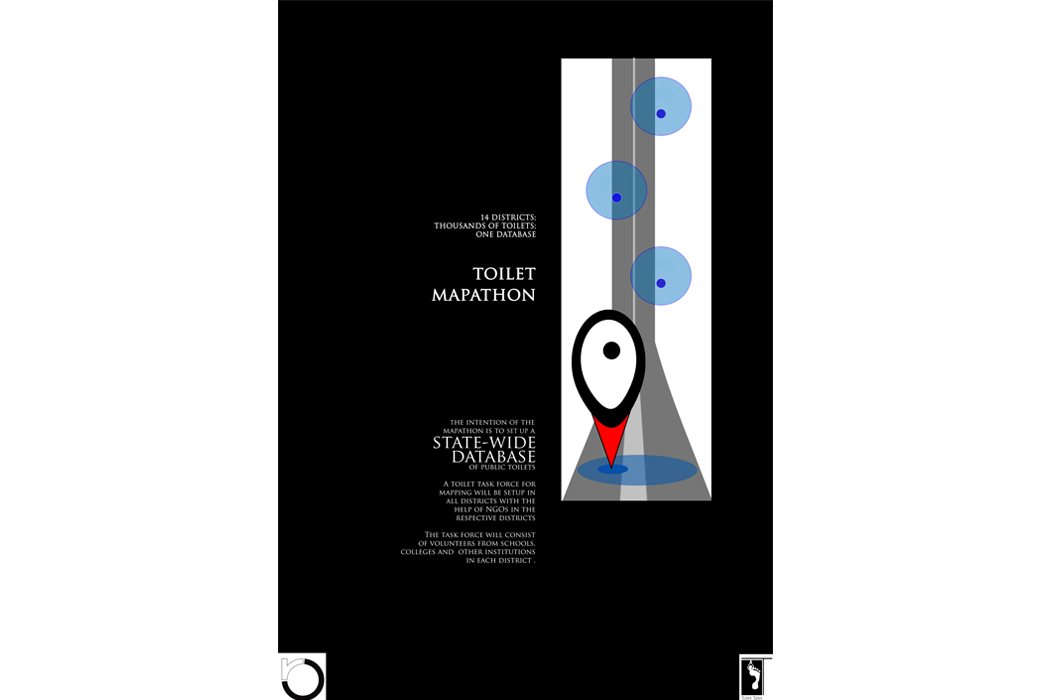 14 DISTRICTS;
THOUSANDS OF TOILETS;
ONE DATABASE
TOILET
MAPATHON
THE INTENTION OF THE
MAPATHON IS TO SET UP A
STATE-WIDE
DATABASE
OF PUBLIC TOILETS
A TOILET TASK FORCE FOR
MAPPING WILL BE SETUP IN
ALL DISTRICTS WITH THE
HELP OF NGOS IN THE
RESPECTIVE DISTRICTS
THE TASK FORCE WILL CONSIST
OF VOLUNTEERS FROM SCHOOLS,
COLLEGES AND OTHER INSTITUTIONS
IN EACH DISTRICT .